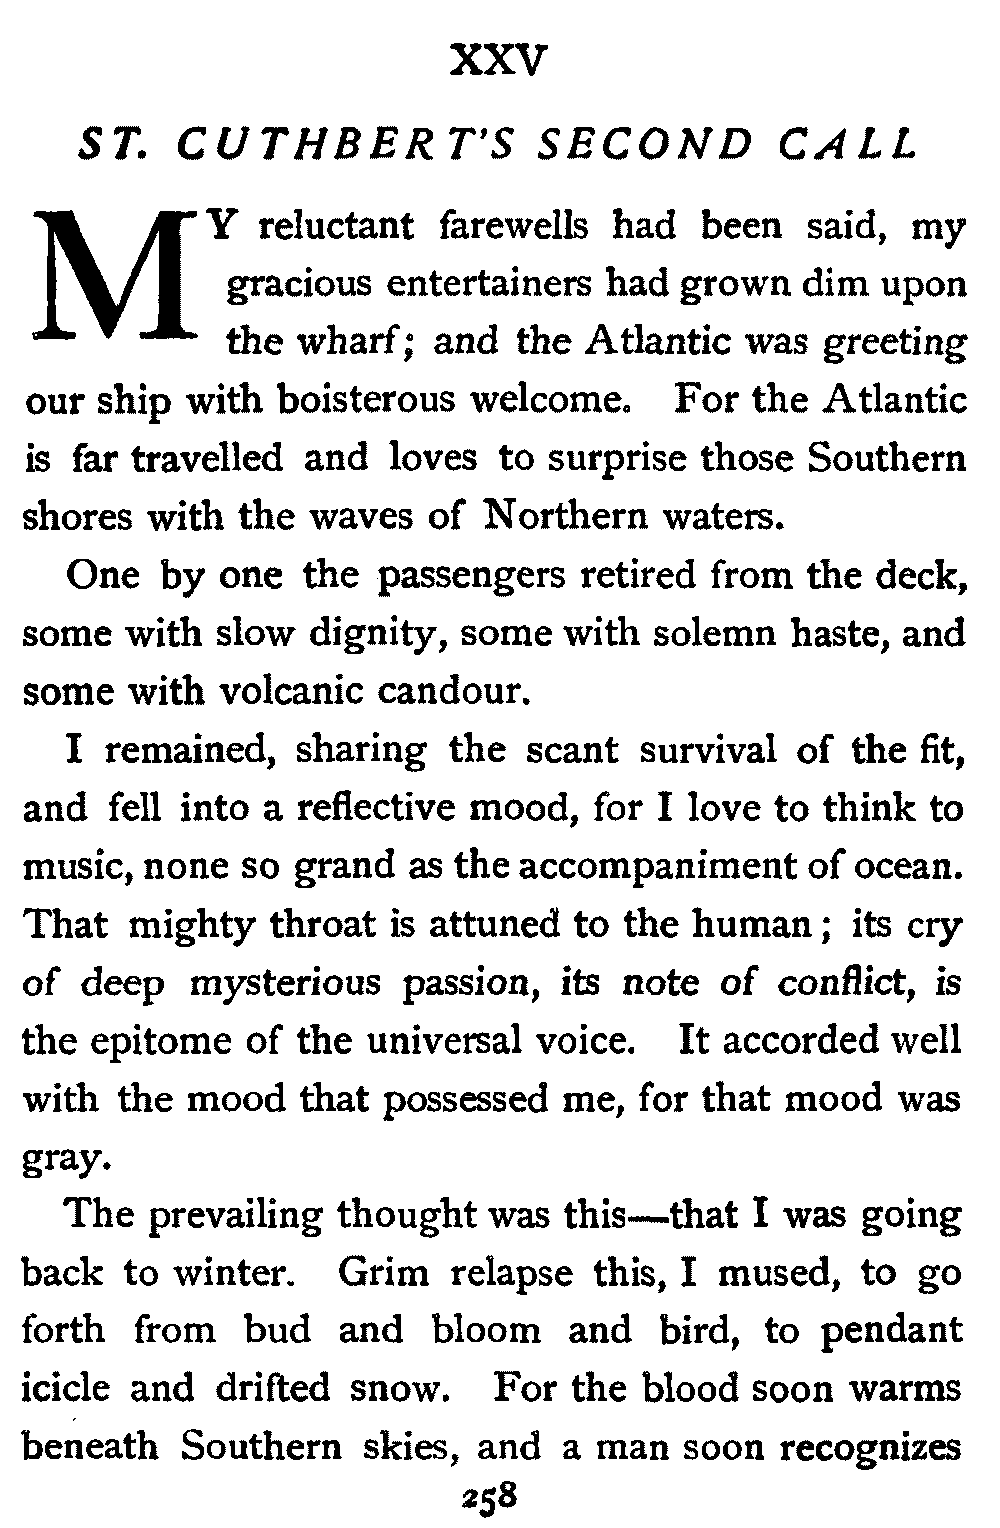 XXV
ST. CUTHBERT'S SECOND CALL
MY reluctant farewells had been said, my
gracious entertainers had grown dim upon
the wharf; and the Atlantic was greeting
our ship with boisterous welcome. For the Atlantic
is far travelled and loves to surprise those Southern
shores with the waves of Northern waters.
One by one the passengers retired from the deck,
some with slow dignity, some with solemn haste, and
some with volcanic candour.
I remained, sharing the scant survival of the fit,
and fell into a reflective mood, for I love to think to
music, none so grand as the accompaniment of ocean.
That mighty throat is attuned to the human; its cry
of deep mysterious passion, its note of conflict, is
the epitome of the universal voice. It accorded well
with the mood that possessed me, for that mood was
gray.
The prevailing thought was this—that I was going
back to winter. Grim relapse this, I mused, to go
forth from bud and bloom and bird, to pendant
icicle and drifted snow. For the blood soon warms
beneath Southern skies, and a man soon recognizes
258